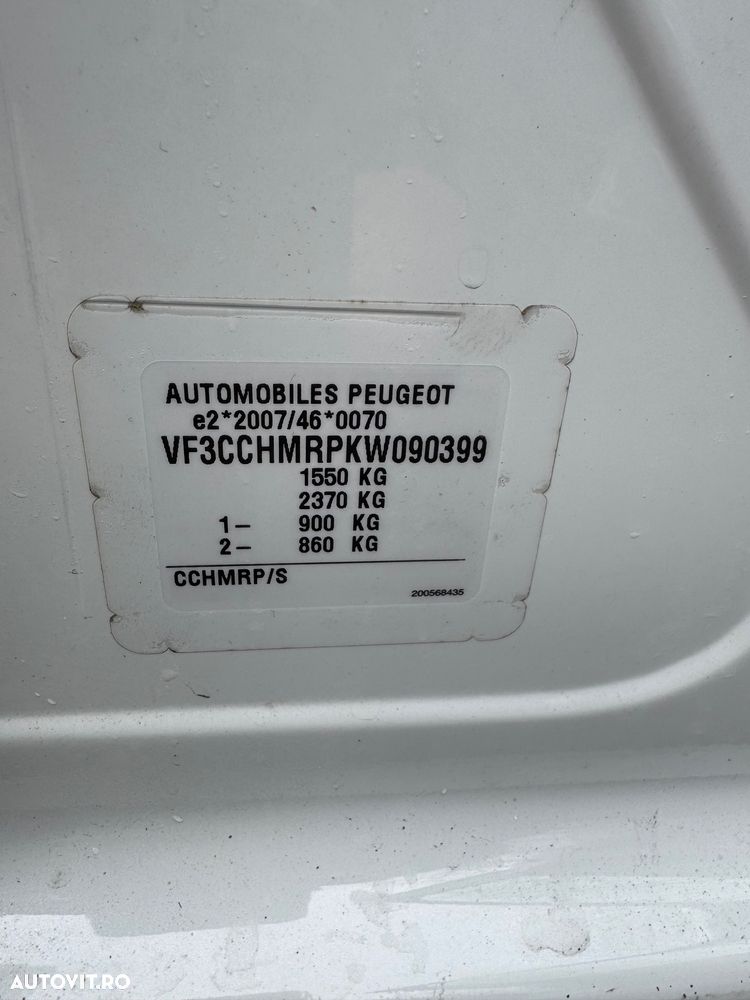 AUTOMOBILES PEUGEOT
e2*2007/46*0070
VF3CCHMRPKW090399
1550 KG
2370 KG
1- 900 KG
2- 860 KG
CCHMRP/S
200568435
AUTOVIT.RO